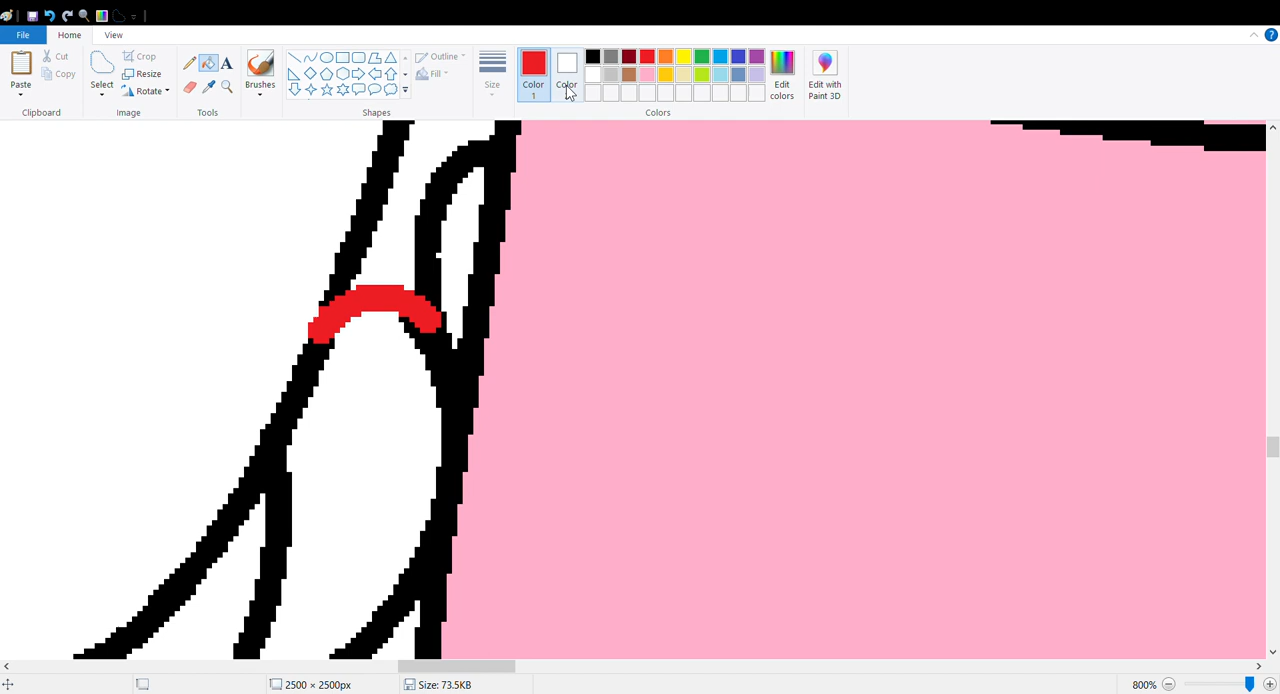 File Home View
Paste
Cut
Copy
Clipboard
Select
Crop
Resize
Rotate
Image
A
Tools
Brushes
Shapes
Outline
Fill
Size
Color 1
Color
Edit colors
Colors
Edit with Paint 3D
?
2500 × 2500px
Size: 73.5KB
800%